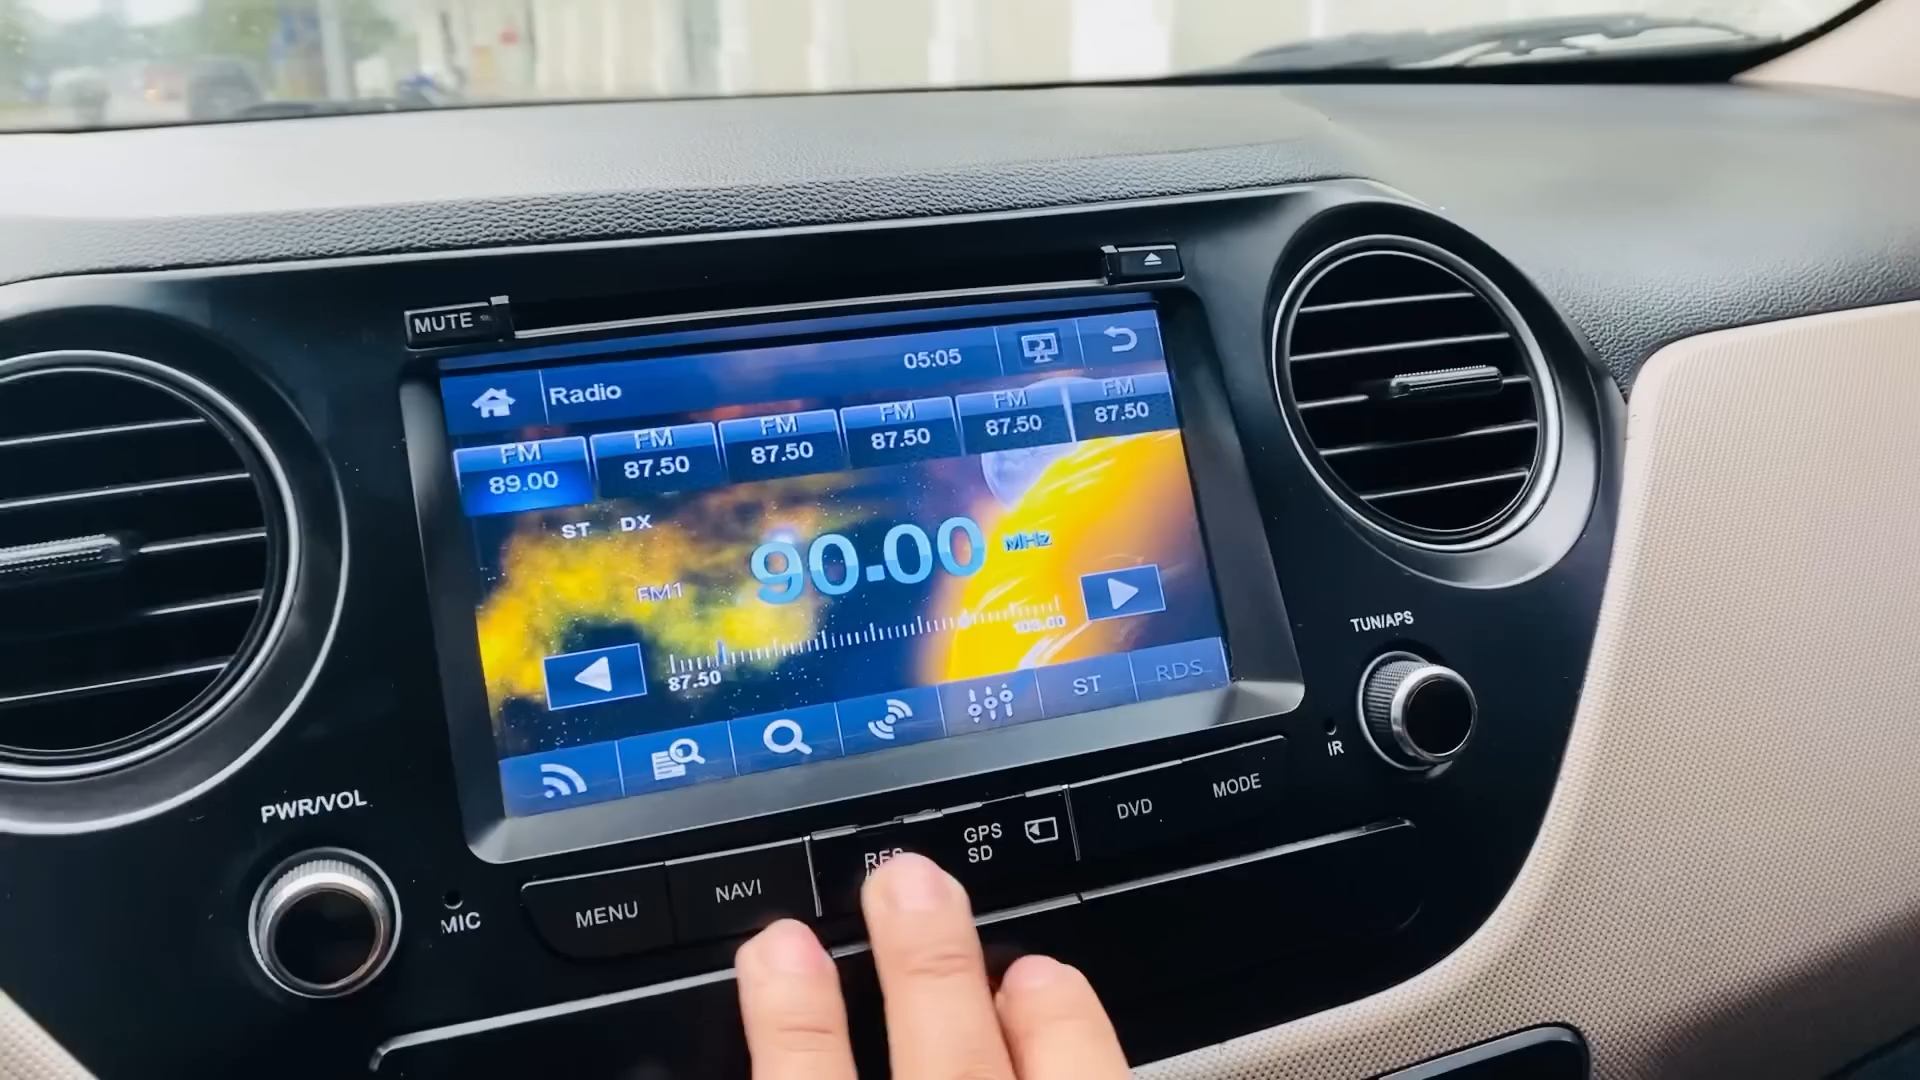 MUTE
05:05
Radio
FM FM FM FM FM FM
89.00 87.50 87.50 87.50 87.50 87.50
ST DX
90.00 MHz
FM1
87.50
ST RDS
TUN/APS
IR
PWR/VOL
MIC
MENU
NAVI
RES
GPS
SD
DVD
MODE